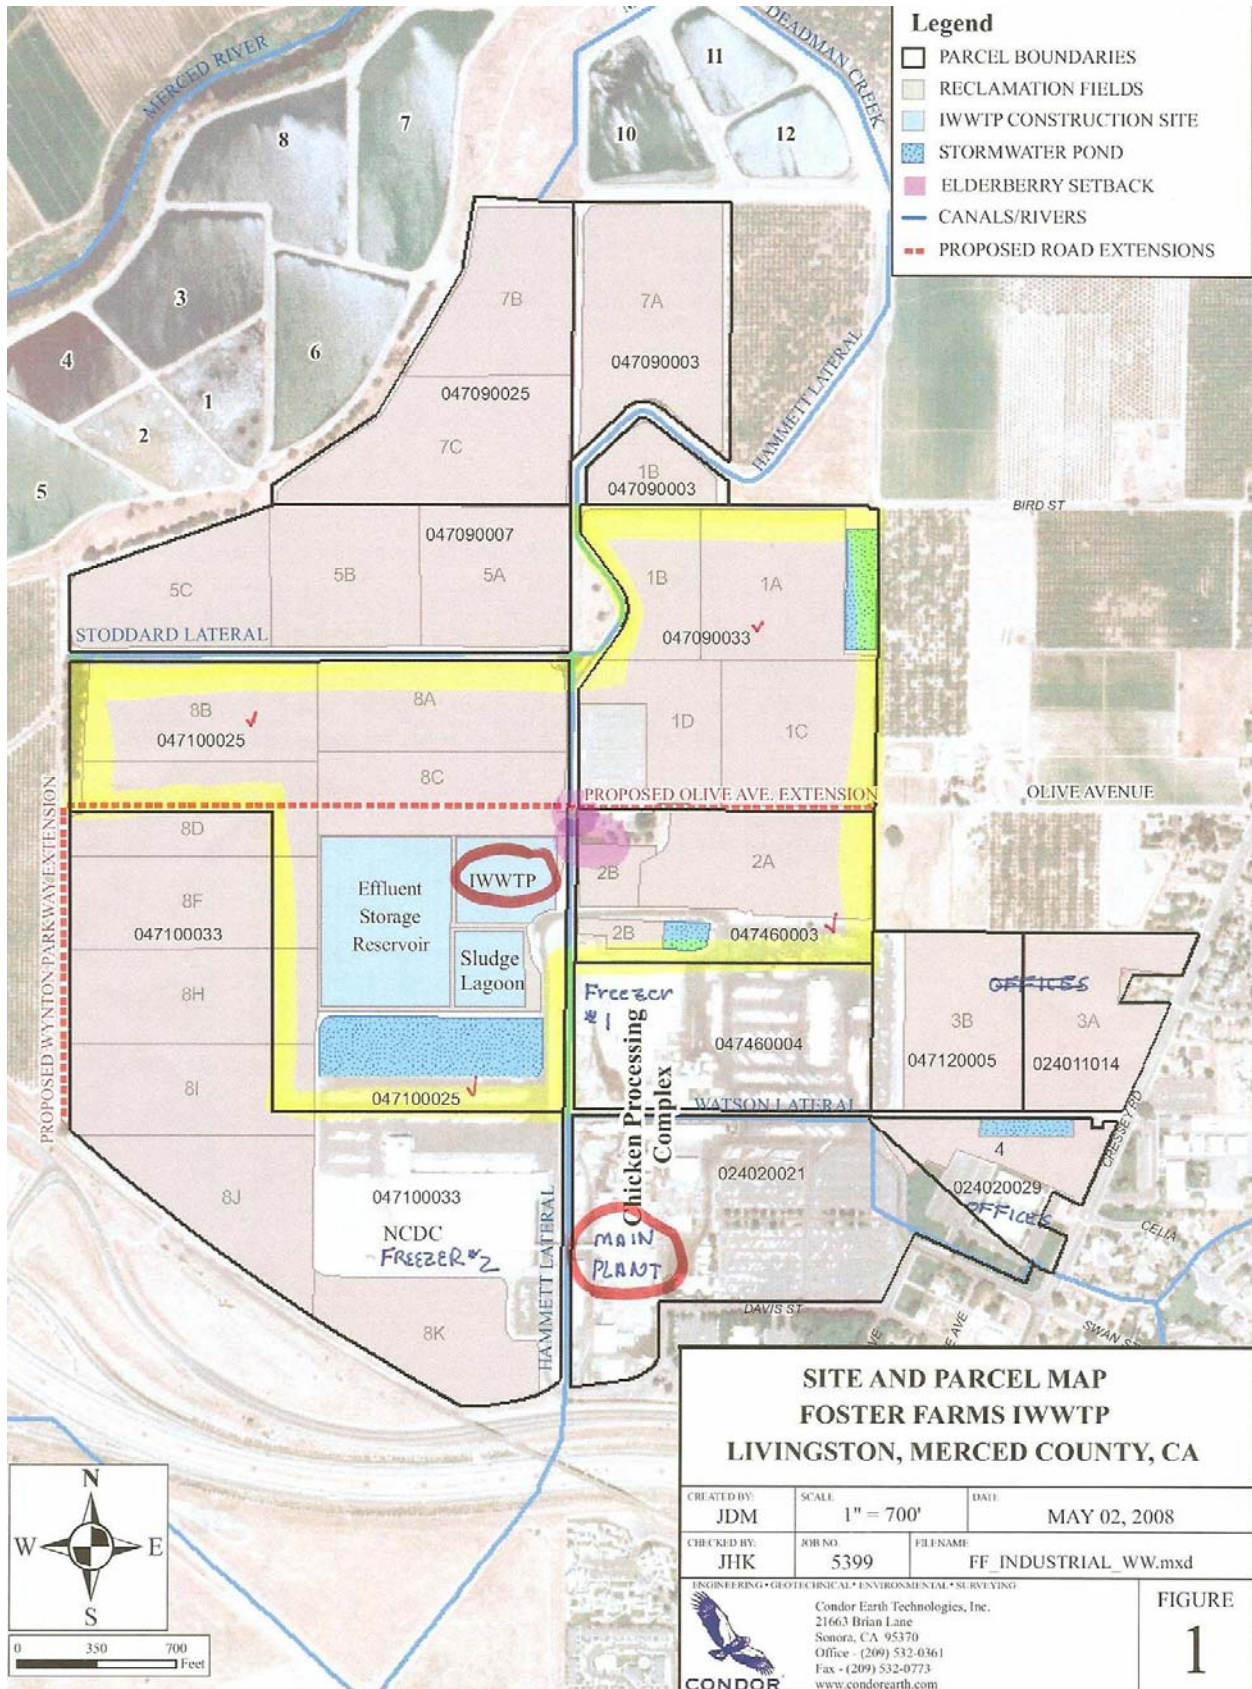 Legend
PARCEL BOUNDARIES
RECLAMATION FIELDS
IWWTP CONSTRUCTION SITE
STORMWATER POND
ELDERBERRY SETBACK
CANALS/RIVERS
PROPOSED ROAD EXTENSIONS
MERCED RIVER
DEADMAN CREEK
11
10
12
8
7
3
4
6
1
2
5
7B
7A
047090003
047090025
7C
HAMMETT LATERAL
1B
047090003
BIRD ST
047090007
5C
5B
5A
1B
1A
047090033
STODDARD LATERAL
8B
047100025
8A
8C
1D
1C
PROPOSED WYNTON PARKWAY EXTENSION
PROPOSED OLIVE AVE. EXTENSION
OLIVE AVENUE
8D
8F
047100033
8H
8I
8J
Effluent
Storage
Reservoir
IWWTP
Sludge
Lagoon
2B
2A
2B
047460003
Freezer
#1
Chicken Processing
Complex
047460004
OFFICES
3B
3A
047120005
024011014
047100025
WATSON LATERAL
CRESSEY RD
4
024020029
OFFICES
024020021
047100033
NCDC
FREEZER #2
HAMMETT LATERAL
MAIN
PLANT
CELIA
DAVIS ST
AVE
E AVE
SWAN ST
8K
SITE AND PARCEL MAP
FOSTER FARMS IWWTP
LIVINGSTON, MERCED COUNTY, CA
CREATED BY:
JDM
SCALE
1" = 700'
DATE
MAY 02, 2008
CHECKED BY:
JHK
JOB NO.
5399
FILENAME
FF_INDUSTRIAL_WW.mxd
ENGINEERING • GEOTECHNICAL • ENVIRONMENTAL • SURVEYING
Condor Earth Technologies, Inc.
21663 Brian Lane
Sonora, CA 95370
Office - (209) 532-0361
Fax - (209) 532-0773
www.condorearth.com
CONDOR
FIGURE
1
N
W E
S
0 350 700
Feet